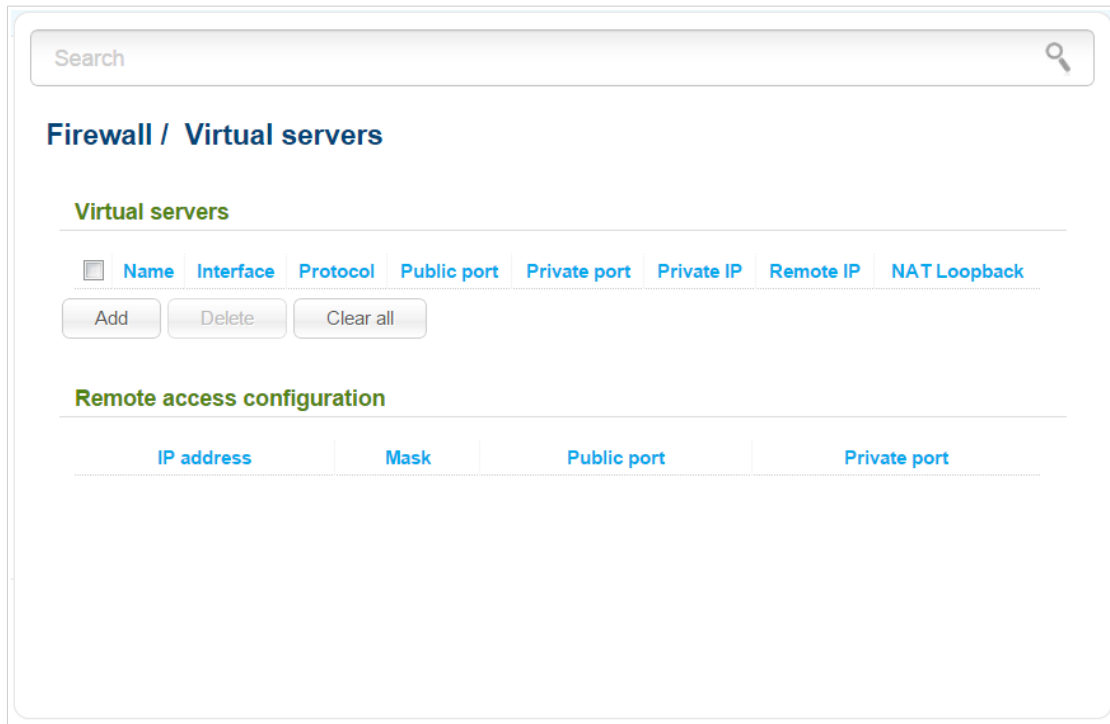 Search
Firewall / Virtual servers
Virtual servers
Name Interface Protocol Public port Private port Private IP Remote IP NAT Loopback
Add Delete Clear all
Remote access configuration
IP address Mask Public port Private port